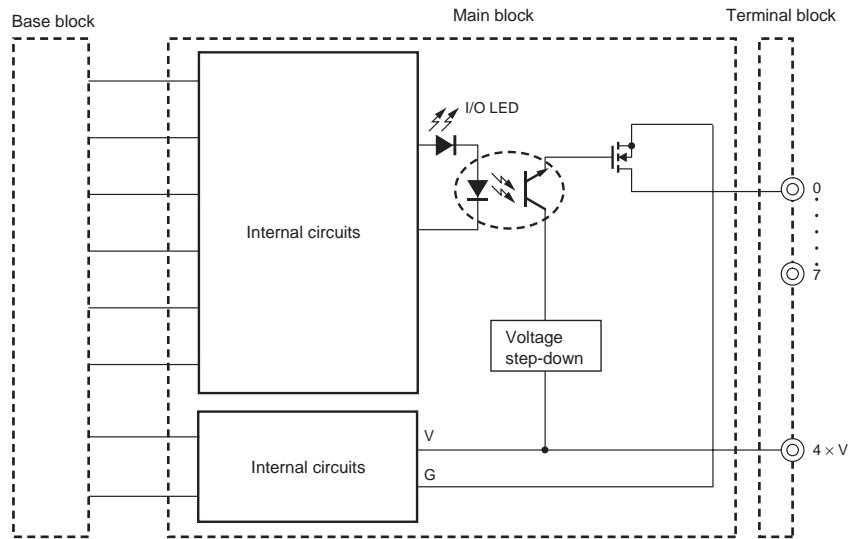 Base block
Main block
Terminal block
I/O LED
Internal circuits
0
7
Voltage
step-down
V
4 × V
Internal circuits
G